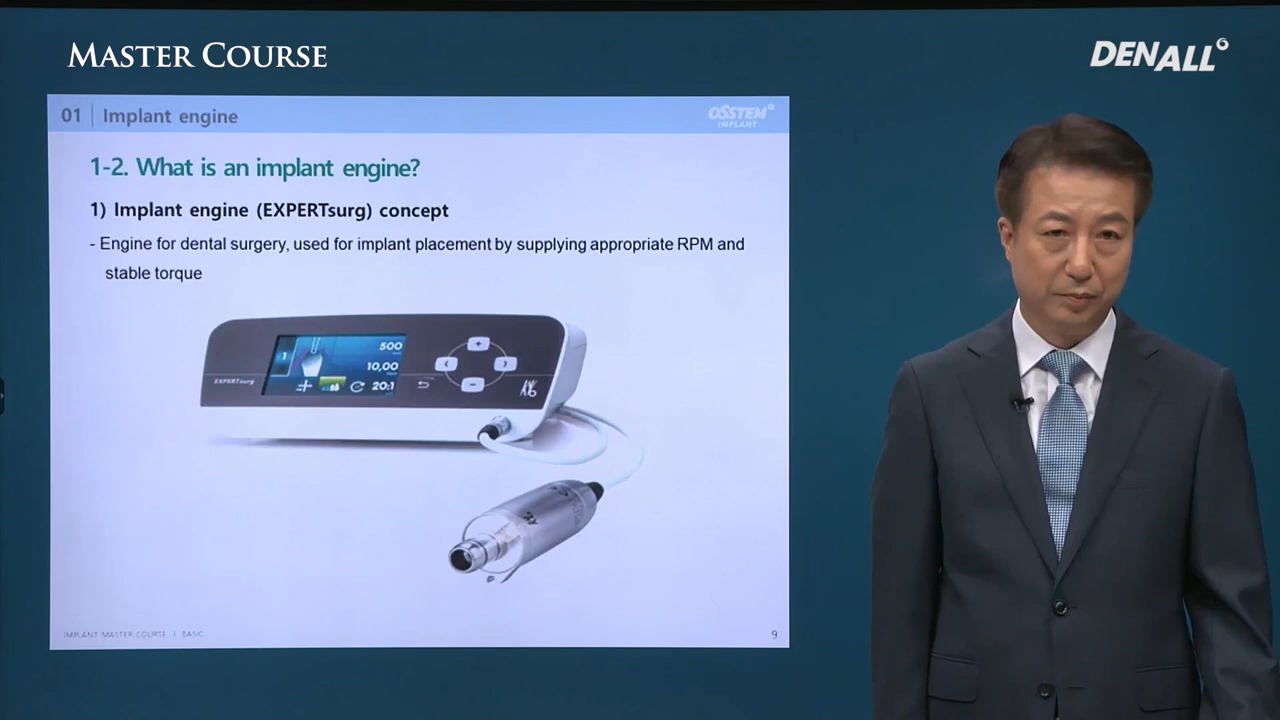 MASTER COURSE
DENALL
01 | Implant engine
OSSTEM
IMPLANT
1-2. What is an implant engine?
1) Implant engine (EXPERTsurg) concept
- Engine for dental surgery, used for implant placement by supplying appropriate RPM and
stable torque
1
500
10,00
20:1
EXPERTsurg
IMPLANT MASTER COURSE | BASIC
9